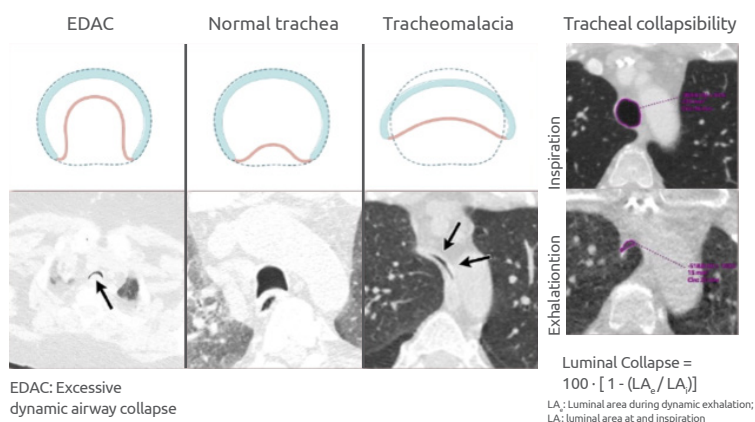 EDAC
Normal trachea
Tracheomalacia
Tracheal collapsibility
Inspiration
Exhalationtion
EDAC: Excessive
dynamic airway collapse
Luminal Collapse =
100 · [ 1 - (LAe / LAi)]
LAe: Luminal area during dynamic exhalation;
LAi: luminal area at and inspiration